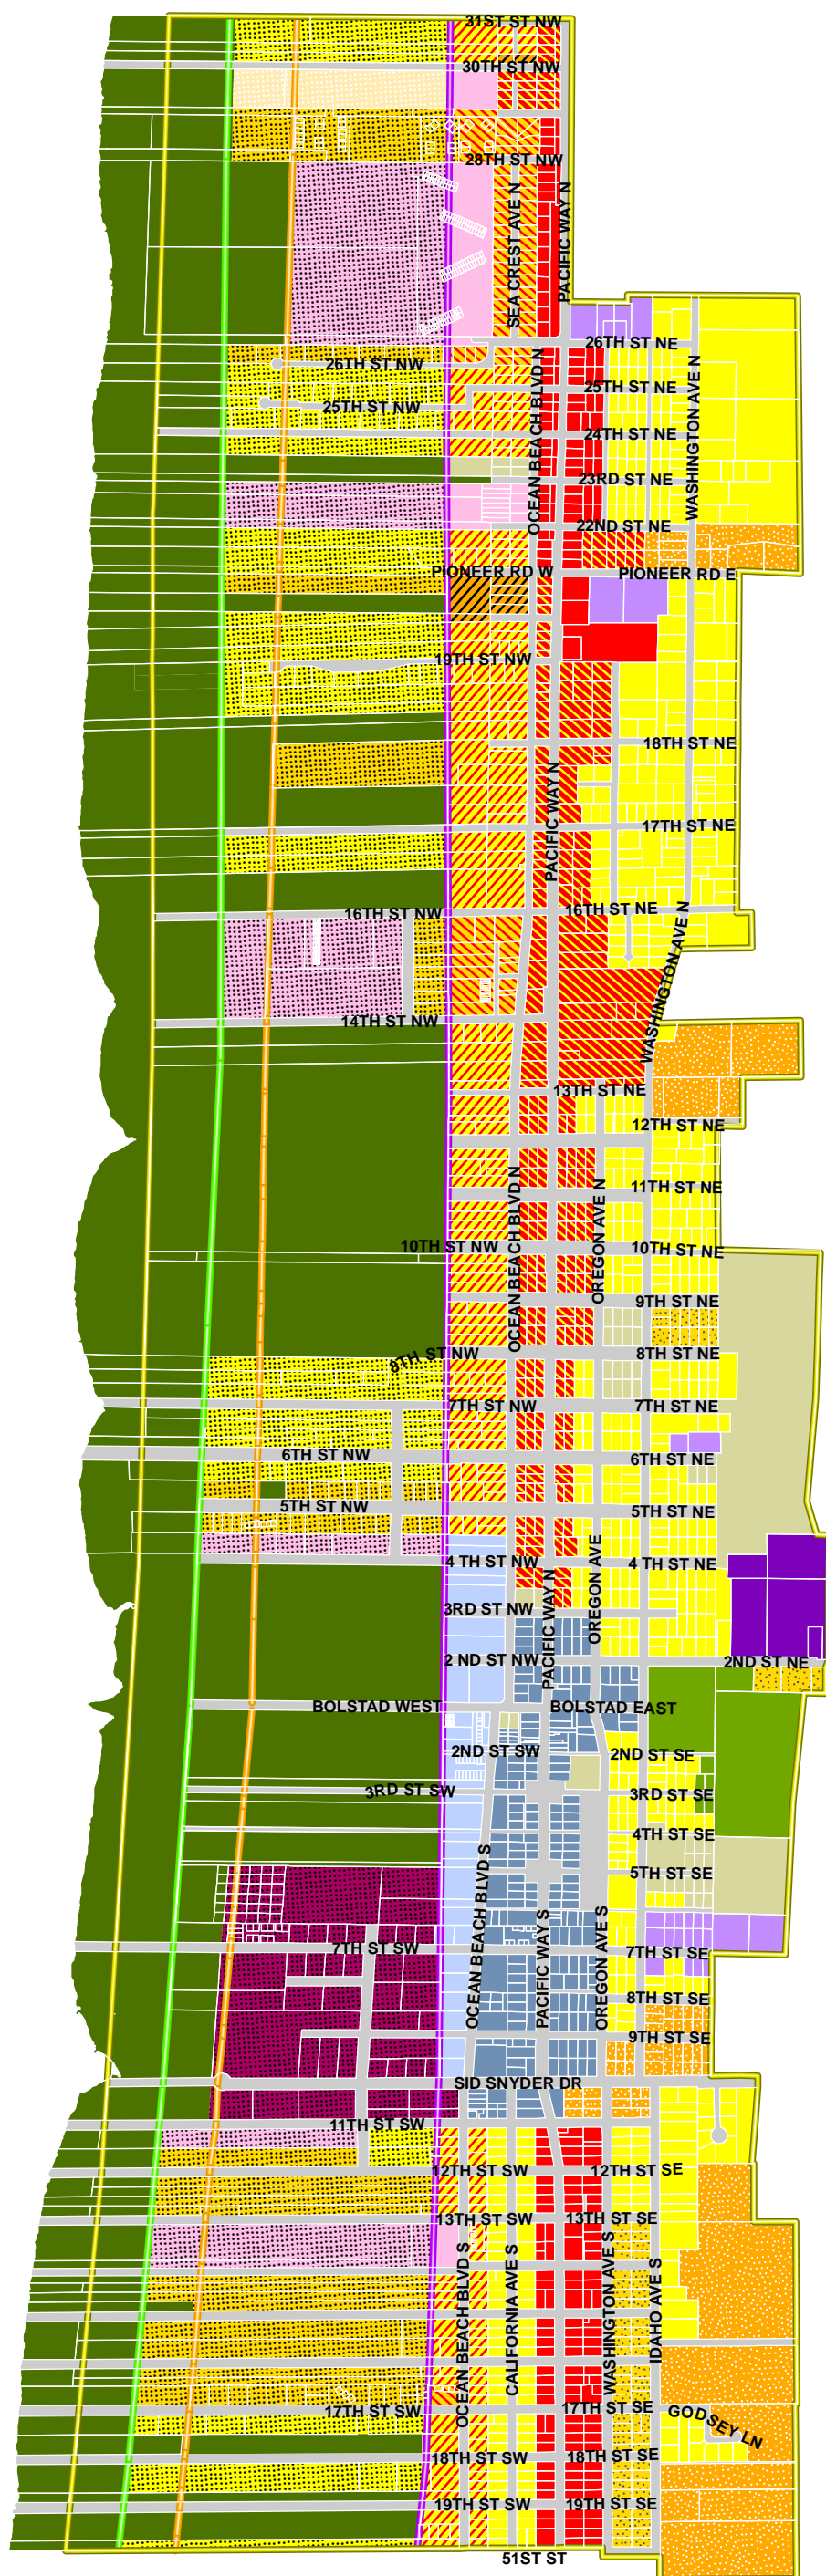 31ST ST NW
30TH ST NW
28TH ST NW
SEA CREST AVE N
PACIFIC WAY N
26TH ST NE
26TH ST NW
25TH ST NE
25TH ST NW
OCEAN BEACH BLVD N
WASHINGTON AVE N
24TH ST NE
23RD ST NE
22ND ST NE
PIONEER RD W
PIONEER RD E
19TH ST NW
18TH ST NE
PACIFIC WAY N
17TH ST NE
16TH ST NW
16TH ST NE
WASHINGTON AVE N
14TH ST NW
13TH ST NE
12TH ST NE
11TH ST NE
OCEAN BEACH BLVD N
OREGON AVE N
10TH ST NW
10TH ST NE
9TH ST NE
8TH ST NW
8TH ST NE
7TH ST NW
7TH ST NE
6TH ST NW
6TH ST NE
5TH ST NW
5TH ST NE
4 TH ST NW
4 TH ST NE
OREGON AVE
PACIFIC WAY N
3RD ST NW
2 ND ST NW
2ND ST NE
BOLSTAD WEST
BOLSTAD EAST
2ND ST SW
2ND ST SE
3RD ST SW
3RD ST SE
4TH ST SE
5TH ST SE
OCEAN BEACH BLVD S
PACIFIC WAY S
OREGON AVE S
7TH ST SW
7TH ST SE
8TH ST SE
9TH ST SE
SID SNYDER DR
11TH ST SW
12TH ST SW
12TH ST SE
13TH ST SW
13TH ST SE
OCEAN BEACH BLVD S
CALIFORNIA AVE S
WASHINGTON AVE S
IDAHO AVE S
17TH ST SW
17TH ST SE
GODSEY LN
18TH ST SW
18TH ST SE
19TH ST SW
19TH ST SE
51ST ST